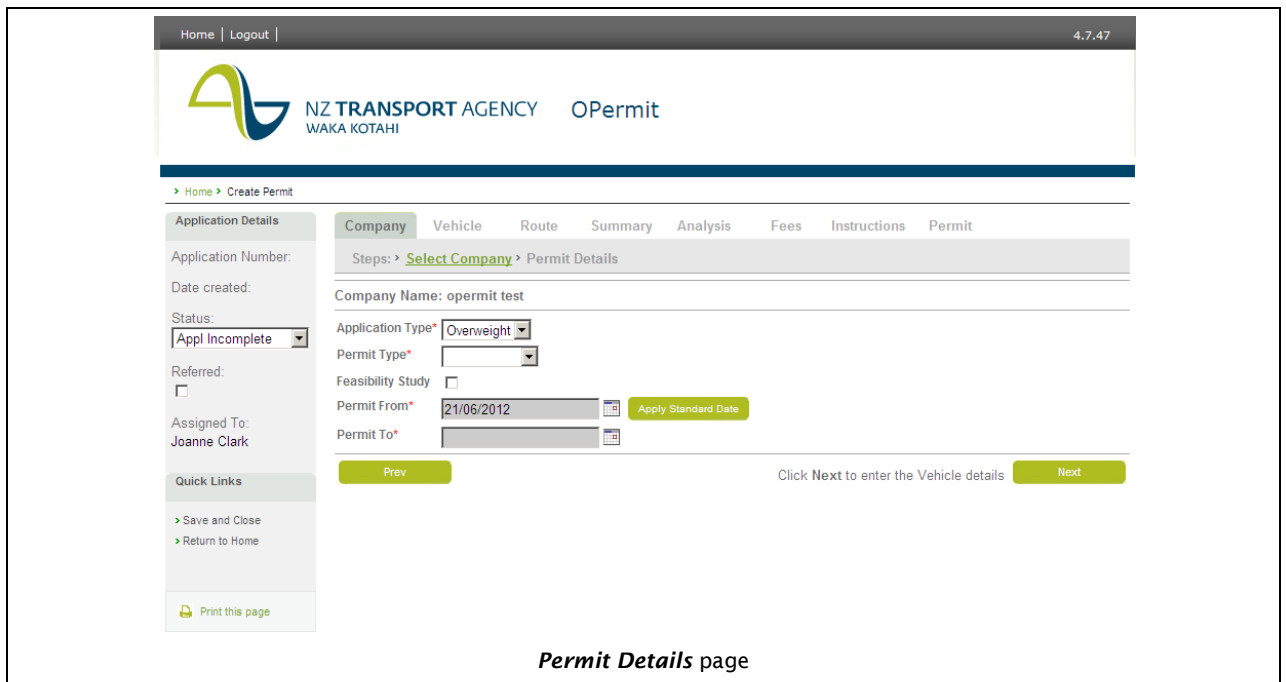 Home | Logout | 4.7.47
NZ TRANSPORT AGENCY OPermit
WAKA KOTAHI
> Home > Create Permit
Application Details
Company Vehicle Route Summary Analysis Fees Instructions Permit
Application Number:
Steps: > Select Company > Permit Details
Date created:
Company Name: opermit test
Status:
Appl Incomplete
Application Type* Overweight
Permit Type*
Referred:
Feasibility Study
Permit From* 21/06/2012 Apply Standard Date
Assigned To:
Joanne Clark
Permit To*
Prev Click Next to enter the Vehicle details Next
Quick Links
> Save and Close
> Return to Home
Print this page
Permit Details page